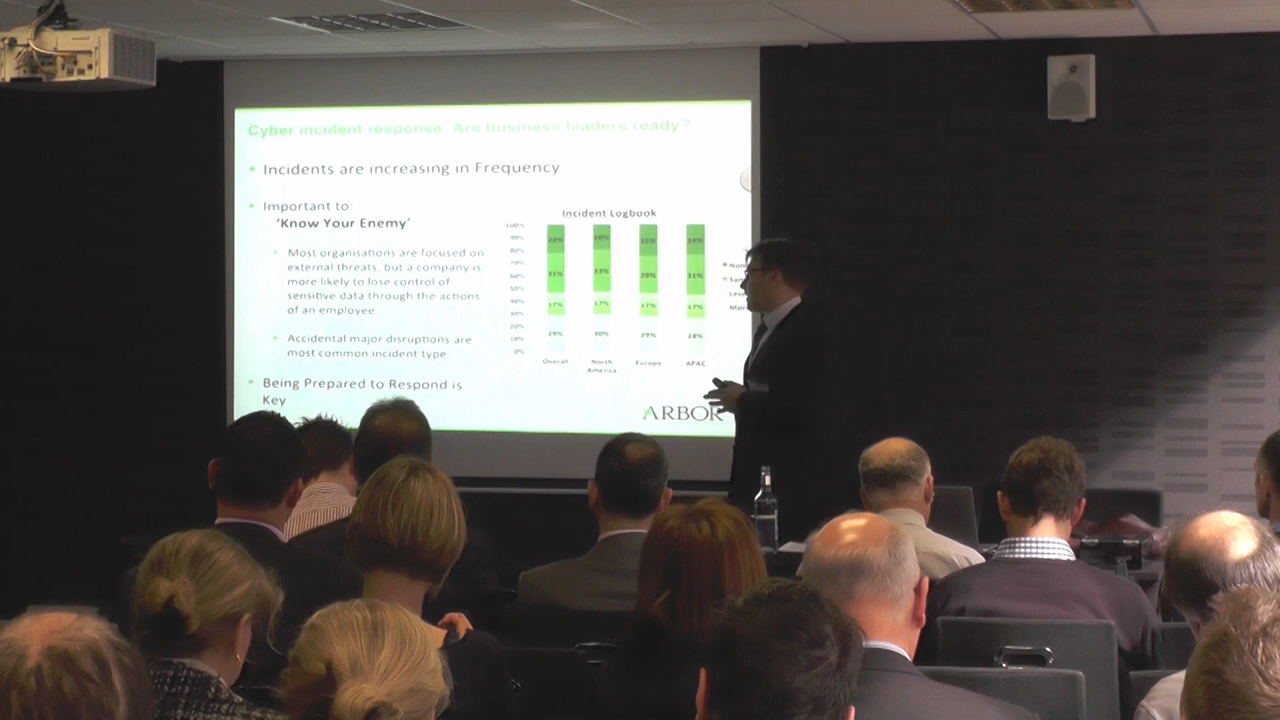 Cyber incident response Are business leaders ready?
Incidents are increasing in Frequency
Important to:
‘Know Your Enemy’
Most organisations are focused on
external threats, but a company is
more likely to lose control of
sensitive data through the actions
of an employee
Accidental major disruptions are
most common incident type
Being Prepared to Respond is
Key
Incident Logbook
100%
90%
80%
70%
60%
50%
40%
30%
20%
10%
0%
22% 20% 25% 24%
31% 33% 29% 31%
17% 17% 17% 17%
29% 30% 29% 28%
Overall North Europe APAC
America
ARBOR